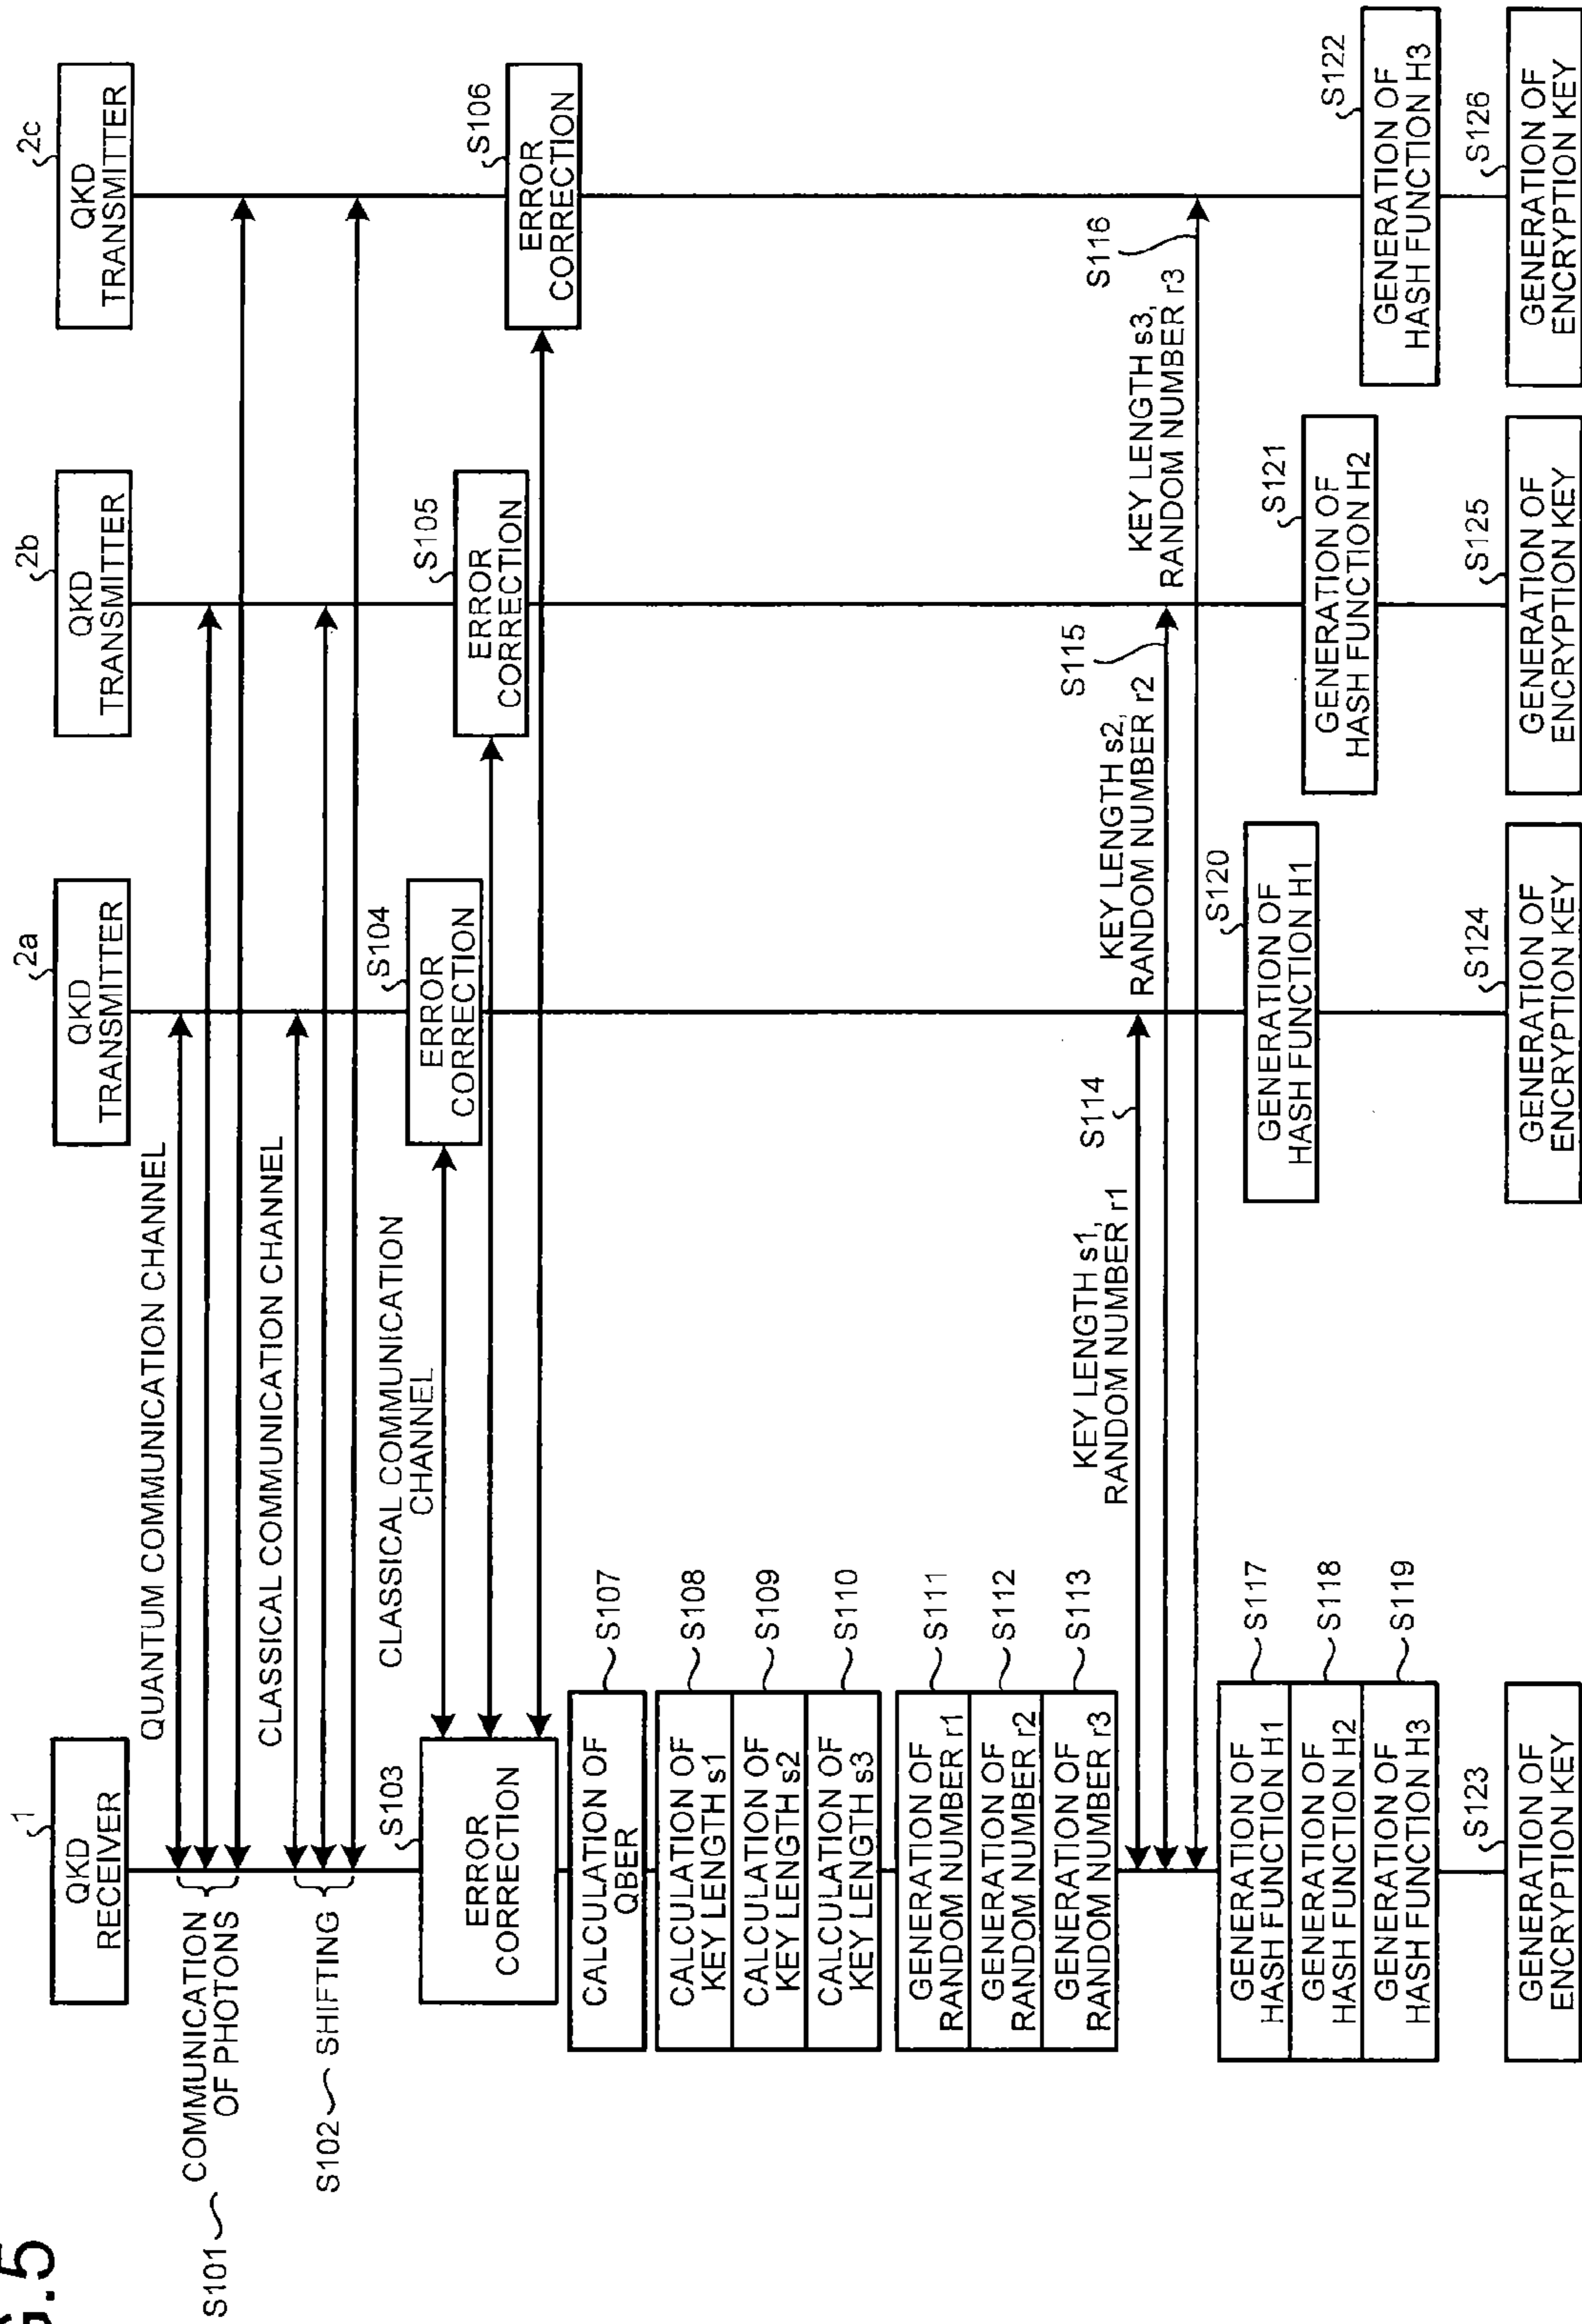 G.5
1
QKD
RECEIVER
2a
QKD
TRANSMITTER
2b
QKD
TRANSMITTER
2c
QKD
TRANSMITTER
S101
COMMUNICATION
OF PHOTONS
QUANTUM COMMUNICATION CHANNEL
S102
SHIFTING
CLASSICAL COMMUNICATION CHANNEL
S103
ERROR
CORRECTION
CLASSICAL COMMUNICATION
CHANNEL
S104
ERROR
CORRECTION
S105
ERROR
CORRECTION
S106
ERROR
CORRECTION
CALCULATION OF
QBER
S107
CALCULATION OF
KEY LENGTH s1
S108
CALCULATION OF
KEY LENGTH s2
S109
CALCULATION OF
KEY LENGTH s3
S110
GENERATION OF
RANDOM NUMBER r1
S111
GENERATION OF
RANDOM NUMBER r2
S112
GENERATION OF
RANDOM NUMBER r3
S113
KEY LENGTH s1,
RANDOM NUMBER r1
S114
KEY LENGTH s2,
RANDOM NUMBER r2
S115
KEY LENGTH s3,
RANDOM NUMBER r3
S116
GENERATION OF
HASH FUNCTION H1
S117
GENERATION OF
HASH FUNCTION H2
S118
GENERATION OF
HASH FUNCTION H3
S119
S120
GENERATION OF
HASH FUNCTION H1
S121
GENERATION OF
HASH FUNCTION H2
S122
GENERATION OF
HASH FUNCTION H3
S123
GENERATION OF
ENCRYPTION KEY
S124
GENERATION OF
ENCRYPTION KEY
S125
GENERATION OF
ENCRYPTION KEY
S126
GENERATION OF
ENCRYPTION KEY